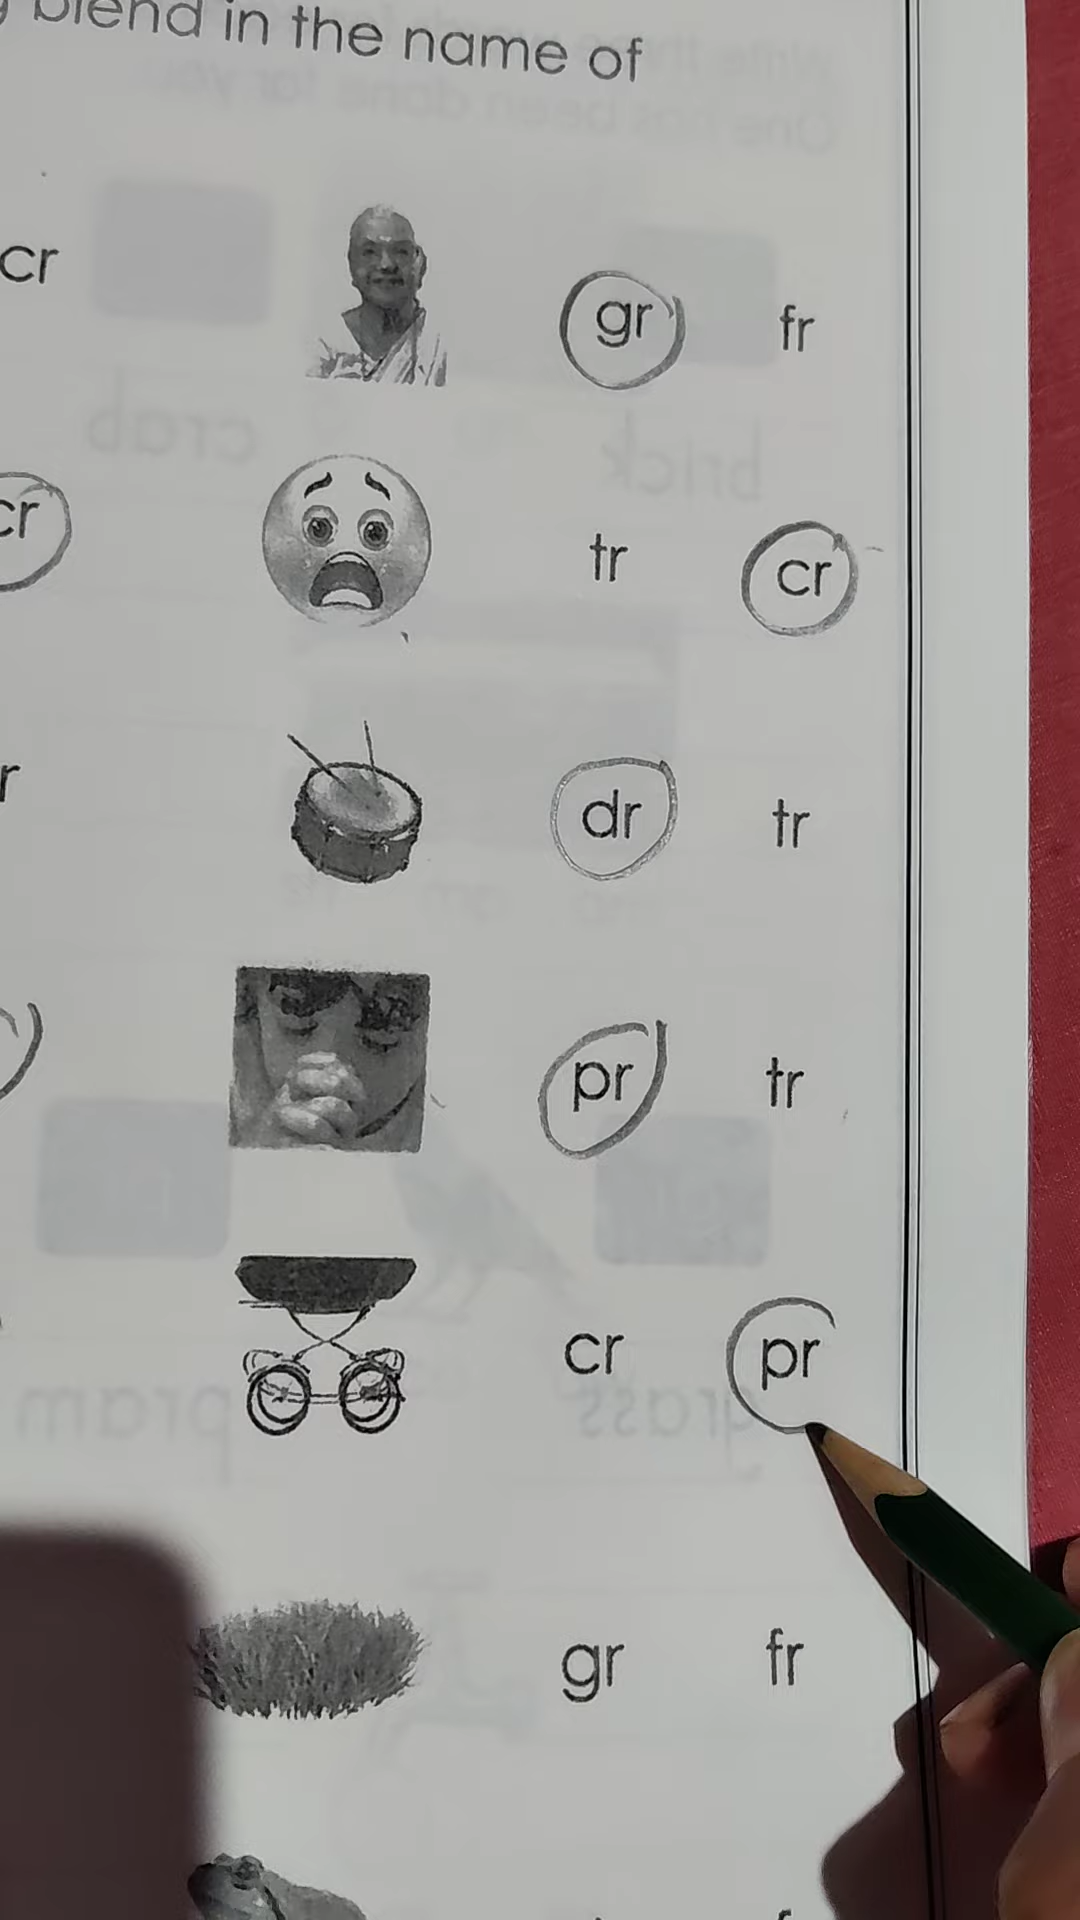 blend in the name of
cr gr fr
cr tr cr
r dr tr
pr tr
cr pr
gr fr